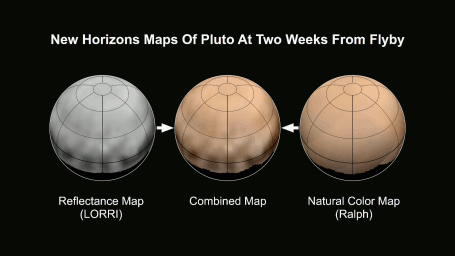 New Horizons Maps Of Pluto At Two Weeks From Flyby
Reflectance Map
(LORRI)
Combined Map
Natural Color Map
(Ralph)